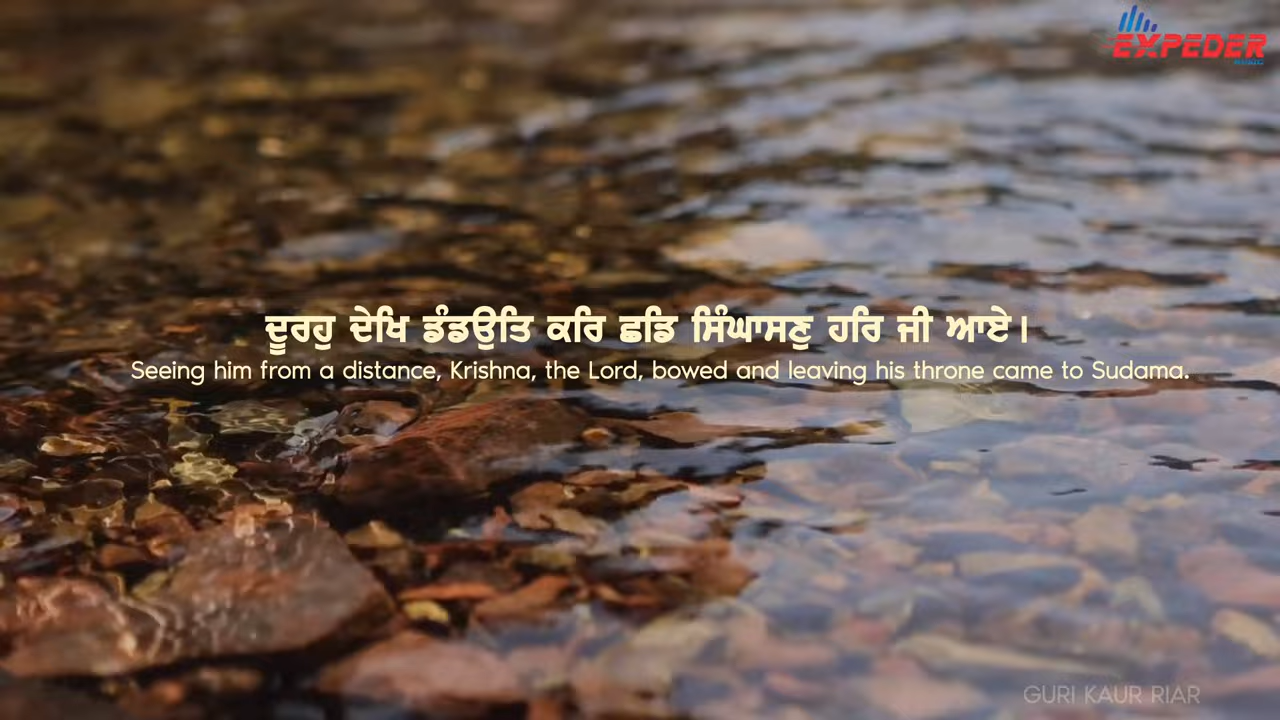 EXPEDER
ਦੂਰਹੁ ਦੇਖਿ ਡੰਡਉਤਿ ਕਰਿ ਛਡਿ ਸਿੰਘਾਸਣੁ ਹਰਿ ਜੀ ਆਏ।
Seeing him from a distance, Krishna, the Lord, bowed and leaving his throne came to Sudama.
GURI KAUR RIAR